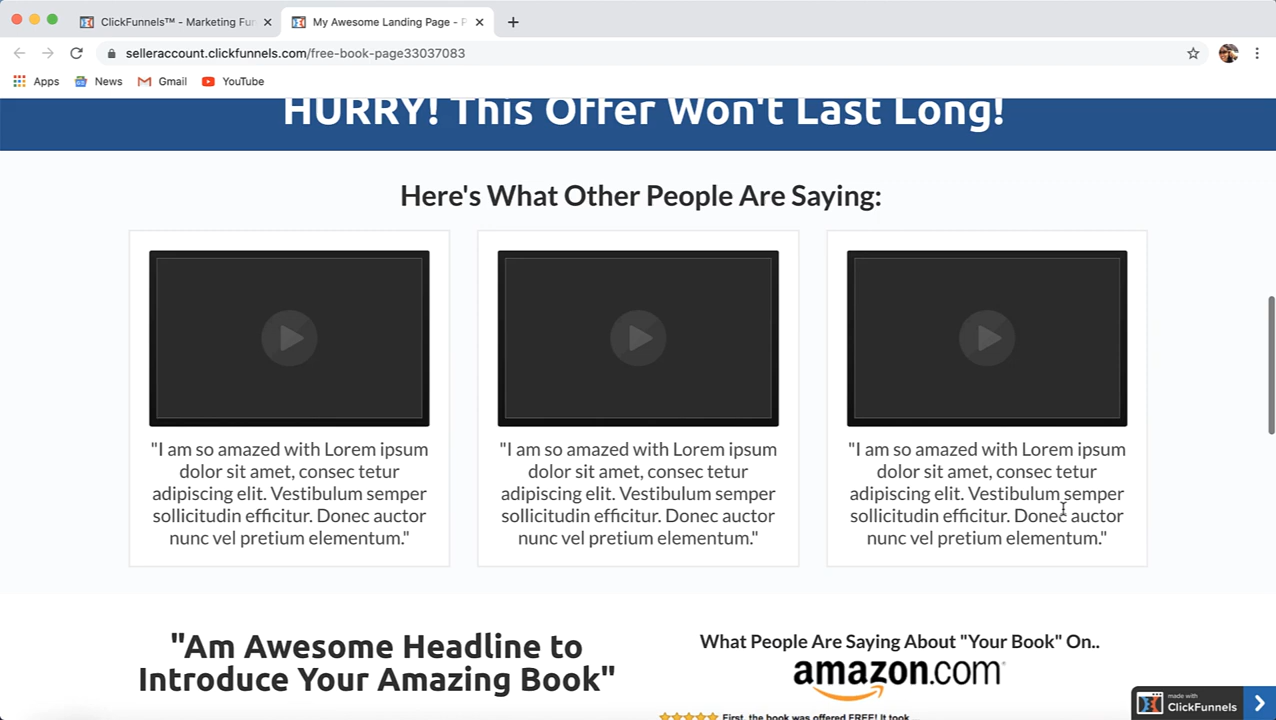 ClickFunnels™ - Marketing Fun
My Awesome Landing Page - P
selleraccount.clickfunnels.com/free-book-page33037083
Apps News Gmail YouTube
HURRY! This Offer Won't Last Long!
Here's What Other People Are Saying:
"I am so amazed with Lorem ipsum
dolor sit amet, consec tetur
adipiscing elit. Vestibulum semper
sollicitudin efficitur. Donec auctor
nunc vel pretium elementum."
"I am so amazed with Lorem ipsum
dolor sit amet, consec tetur
adipiscing elit. Vestibulum semper
sollicitudin efficitur. Donec auctor
nunc vel pretium elementum."
"I am so amazed with Lorem ipsum
dolor sit amet, consec tetur
adipiscing elit. Vestibulum semper
sollicitudin efficitur. Donec auctor
nunc vel pretium elementum."
"Am Awesome Headline to
Introduce Your Amazing Book"
What People Are Saying About "Your Book" On..
amazon.com
First, the book was offered FREE! It took ...
made with
ClickFunnels